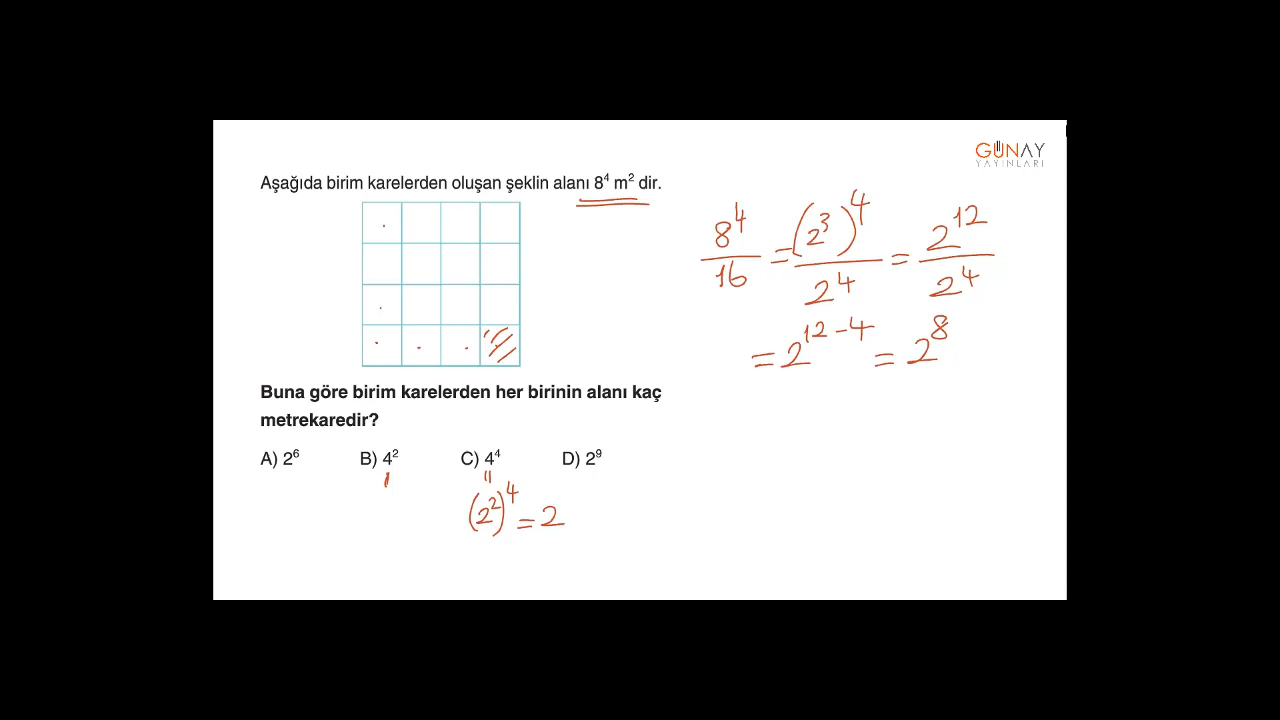 GÜNAY
YAYINLARI
Aşağıda birim karelerden oluşan şeklin alanı 8⁴ m² dir.
8⁴/16 = (2³)⁴/2⁴ = 2¹²/2⁴
= 2¹²⁻⁴ = 2⁸
Buna göre birim karelerden her birinin alanı kaç
metrekaredir?
A) 2⁶ B) 4² C) 4⁴ D) 2⁹
(2²)⁴ = 2